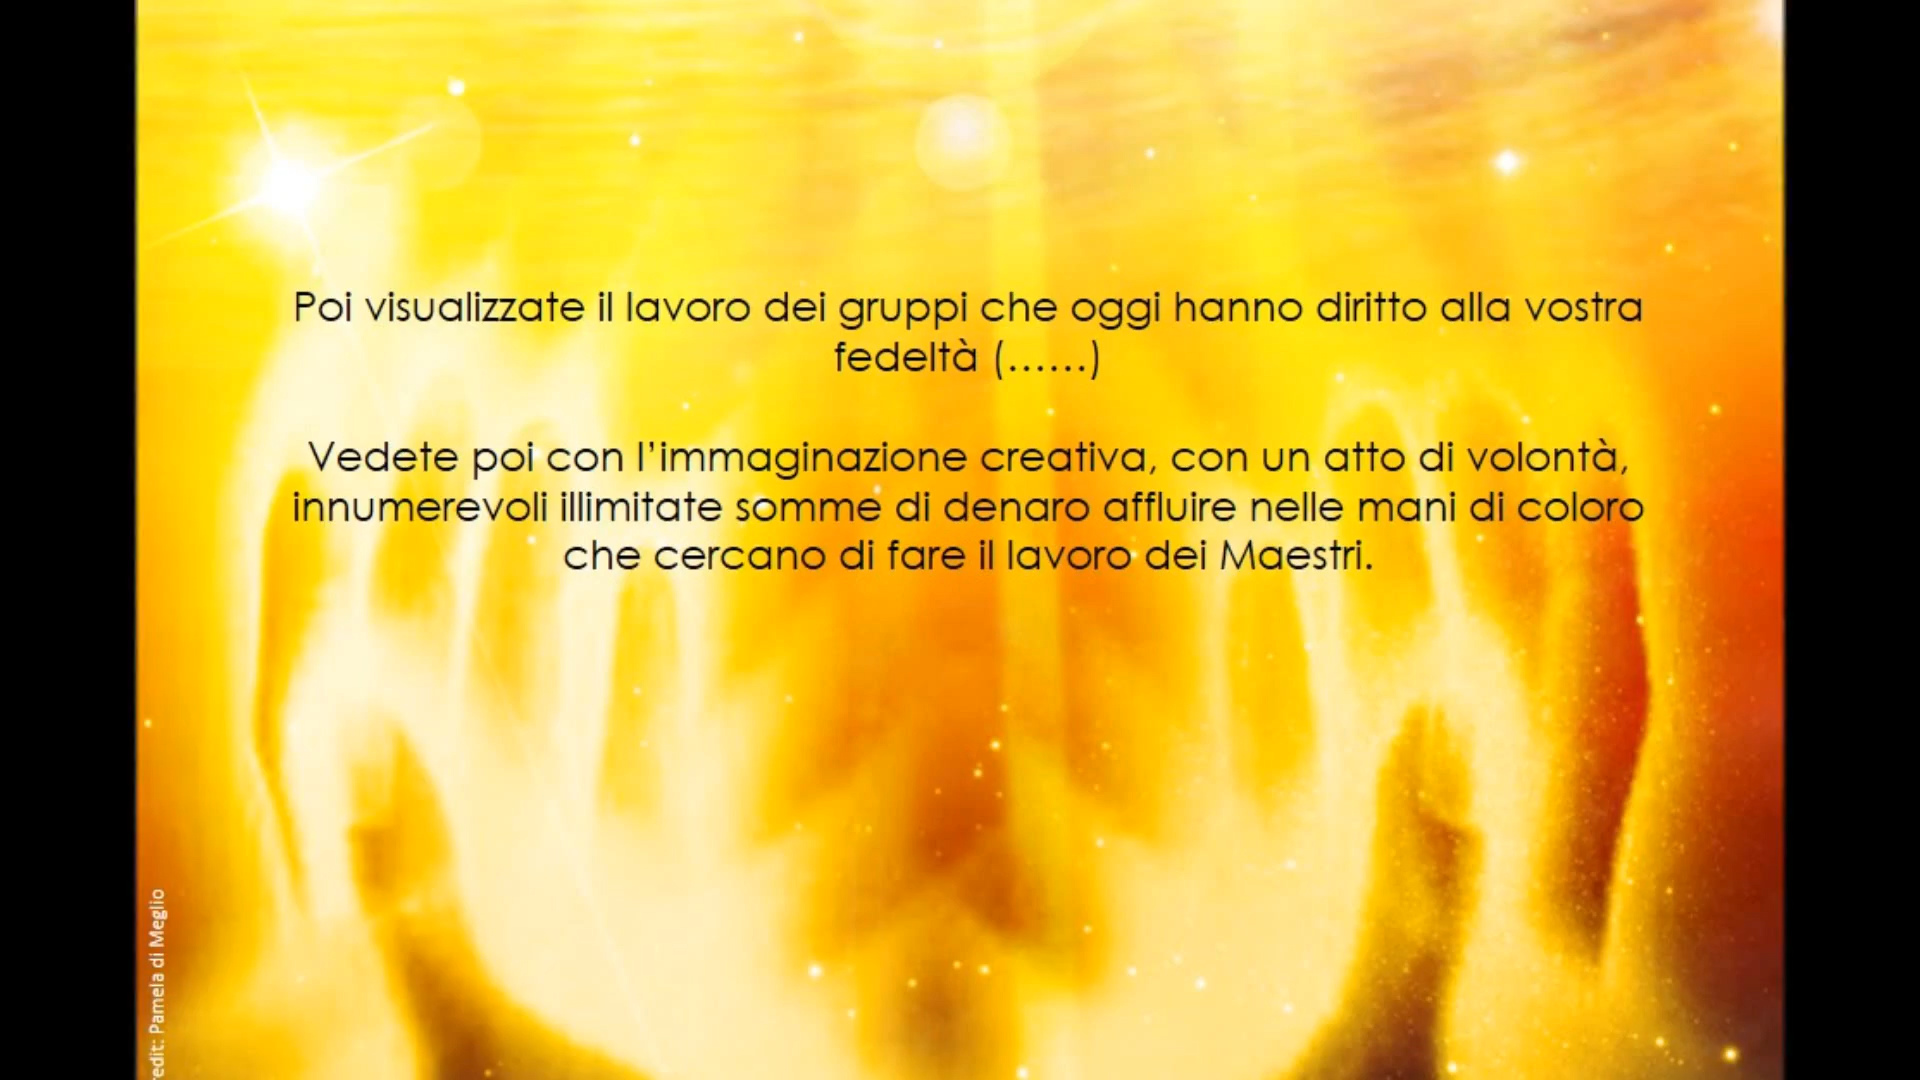 Poi visualizzate il lavoro dei gruppi che oggi hanno diritto alla vostra
fedeltà (......)
Vedete poi con l’immaginazione creativa, con un atto di volontà,
innumerevoli illimitate somme di denaro affluire nelle mani di coloro
che cercano di fare il lavoro dei Maestri.
edit: Pamela di Meglio